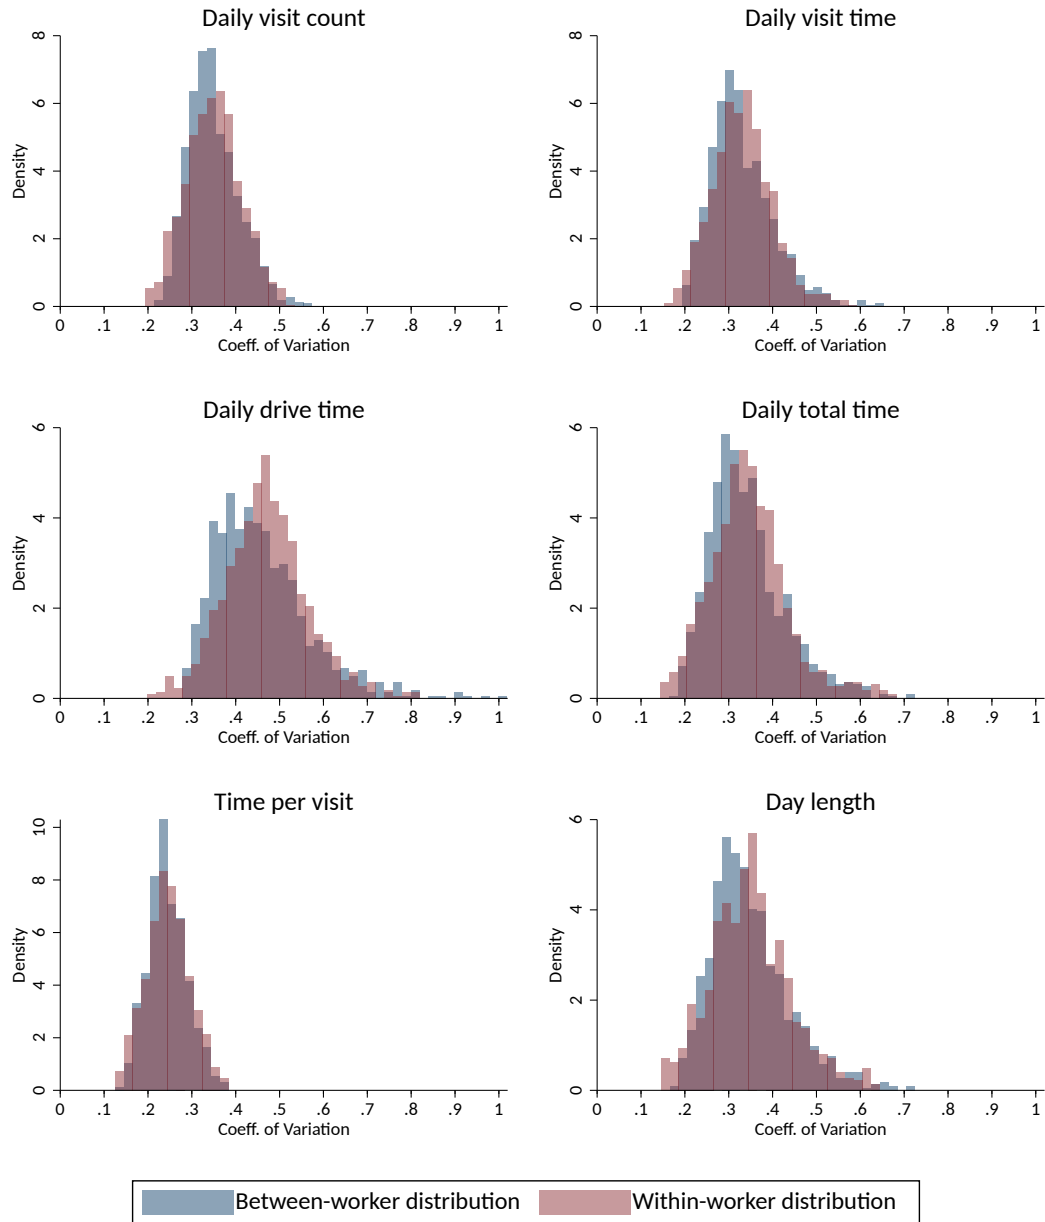 Daily visit count
Density
0 2 4 6 8
0 .1 .2 .3 .4 .5 .6 .7 .8 .9 1
Coeff. of Variation
Daily visit time
Density
0 2 4 6 8
0 .1 .2 .3 .4 .5 .6 .7 .8 .9 1
Coeff. of Variation
Daily drive time
Density
0 2 4 6
0 .1 .2 .3 .4 .5 .6 .7 .8 .9 1
Coeff. of Variation
Daily total time
Density
0 2 4 6
0 .1 .2 .3 .4 .5 .6 .7 .8 .9 1
Coeff. of Variation
Time per visit
Density
0 2 4 6 8 10
0 .1 .2 .3 .4 .5 .6 .7 .8 .9 1
Coeff. of Variation
Day length
Density
0 2 4 6
0 .1 .2 .3 .4 .5 .6 .7 .8 .9 1
Coeff. of Variation
Between-worker distribution Within-worker distribution